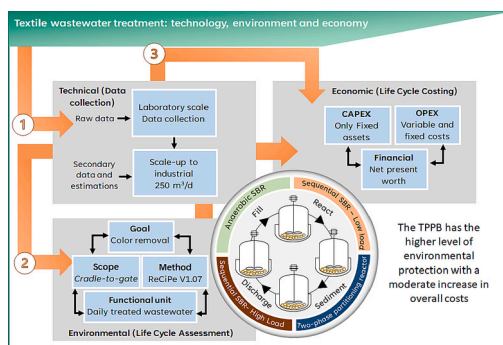 Textile wastewater treatment: technology, environment and economy
3
Technical (Data
collection)
1
Raw data
Laboratory scale
Data collection
Secondary
data and
estimations
Scale-up to
industrial
250 m³/d
Economic (Life Cycle Costing)
CAPEX
Only Fixed
assets
OPEX
Variable and
fixed costs
Financial
Net present
worth
2
Goal
Color removal
Scope
Cradle-to-gate
Method
ReCiPe V1.07
Functional unit
Daily treated wastewater
Environmental (Life Cycle Assessment)
Anaerobic SBR
Sequential SBR - Low load
Sequential SBR- High Load
Two-phase partitioning reactor
Fill
React
Discharge
Sediment
The TPPB has the
higher level of
environmental
protection with a
moderate increase in
overall costs